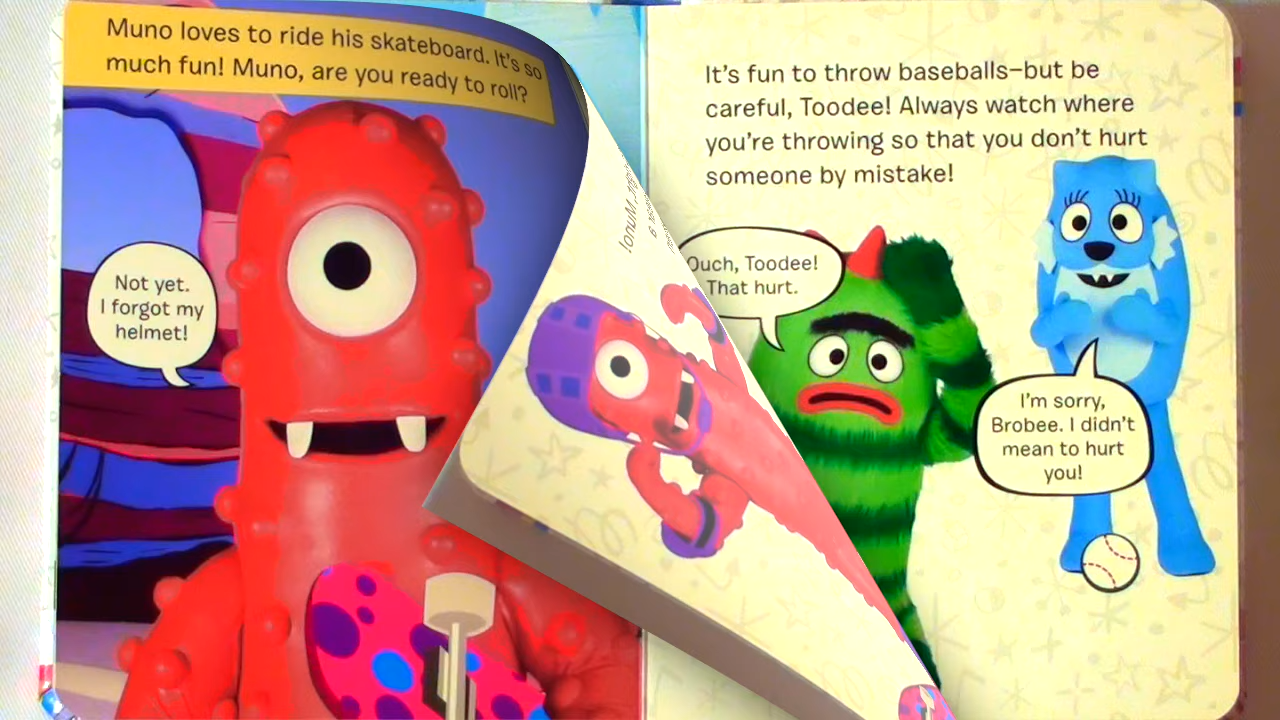 Muno loves to ride his skateboard. It's so
much fun! Muno, are you ready to roll?
Not yet.
I forgot my
helmet!
It's fun to throw baseballs–but be
careful, Toodee! Always watch where
you're throwing so that you don't hurt
someone by mistake!
Ouch, Toodee!
That hurt.
I'm sorry,
Brobee. I didn't
mean to hurt
you!